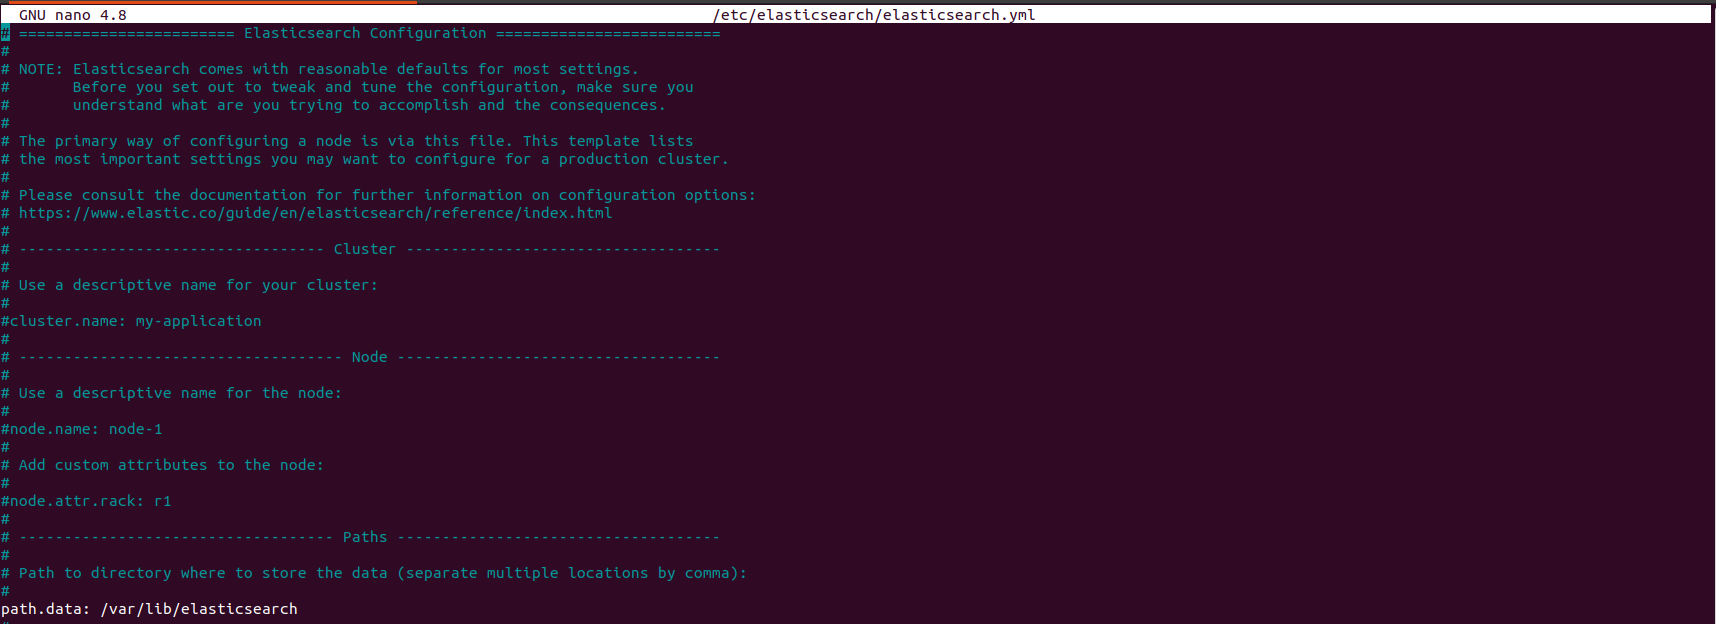 GNU nano 4.8 /etc/elasticsearch/elasticsearch.yml
# ======================== Elasticsearch Configuration =========================
#
# NOTE: Elasticsearch comes with reasonable defaults for most settings.
#       Before you set out to tweak and tune the configuration, make sure you
#       understand what are you trying to accomplish and the consequences.
#
# The primary way of configuring a node is via this file. This template lists
# the most important settings you may want to configure for a production cluster.
#
# Please consult the documentation for further information on configuration options:
# https://www.elastic.co/guide/en/elasticsearch/reference/index.html
#
# ---------------------------------- Cluster -----------------------------------
#
# Use a descriptive name for your cluster:
#
#cluster.name: my-application
#
# ------------------------------------ Node ------------------------------------
#
# Use a descriptive name for the node:
#
#node.name: node-1
#
# Add custom attributes to the node:
#
#node.attr.rack: r1
#
# ----------------------------------- Paths ------------------------------------
#
# Path to directory where to store the data (separate multiple locations by comma):
#
path.data: /var/lib/elasticsearch
#